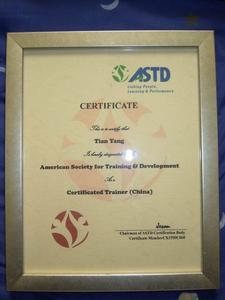 ASTD
Linking People,
Learning & Performance
CERTIFICATE
This is to certify that
Tian Yang
Is hereby designated
American Society for Training & Development
As a
Certificated Trainer (China)
Chairman of ASTD Certification Body